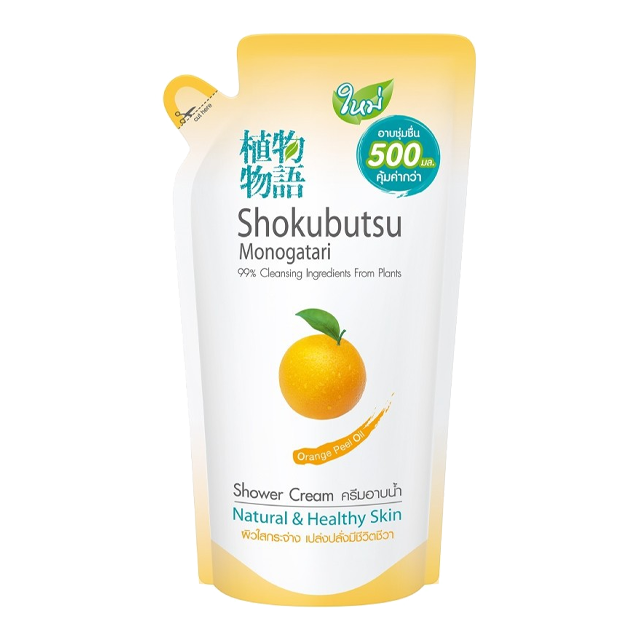 cut here
ใหม่
อาบชุ่มชื่น
500 มล.
คุ้มค่ากว่า
植物
物語
Shokubutsu
Monogatari
99% Cleansing Ingredients From Plants
Orange Peel Oil
Shower Cream ครีมอาบน้ำ
Natural & Healthy Skin
ผิวใสกระจ่าง เปล่งปลั่งมีชีวิตชีวา